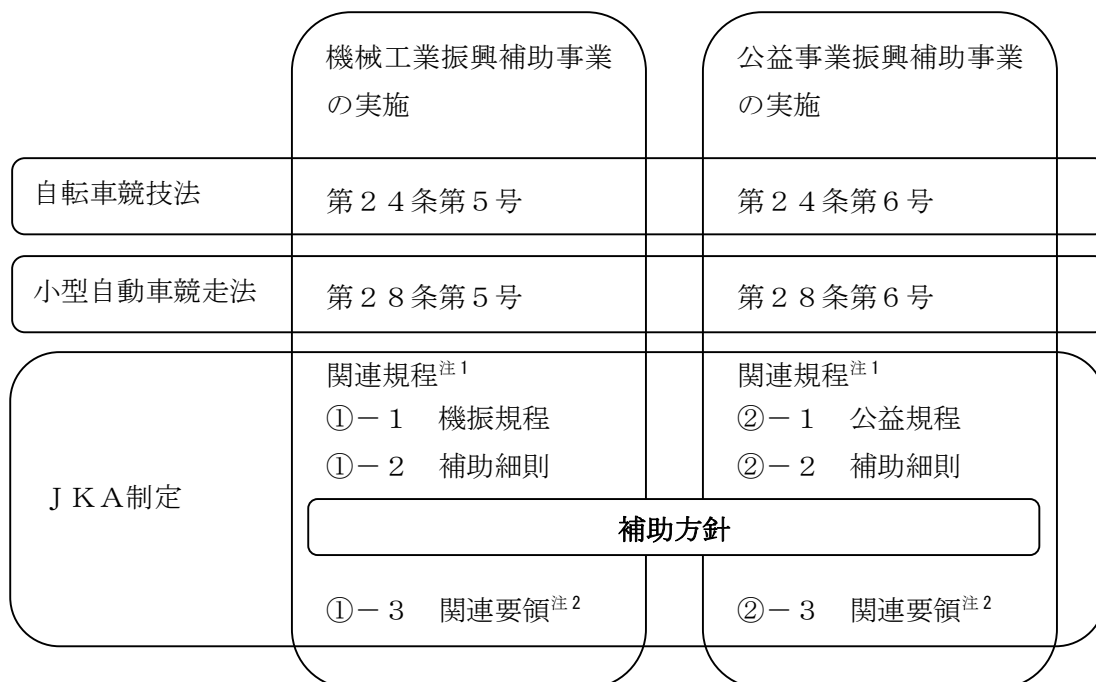 機械工業振興補助事業
の実施
公益事業振興補助事業
の実施
自転車競技法
第２４条第５号
第２４条第６号
小型自動車競走法
第２８条第５号
第２８条第６号
ＪＫＡ制定
関連規程注１
①－１　機振規程
①－２　補助細則
関連規程注１
②－１　公益規程
②－２　補助細則
補助方針
①－３　関連要領注２
②－３　関連要領注２